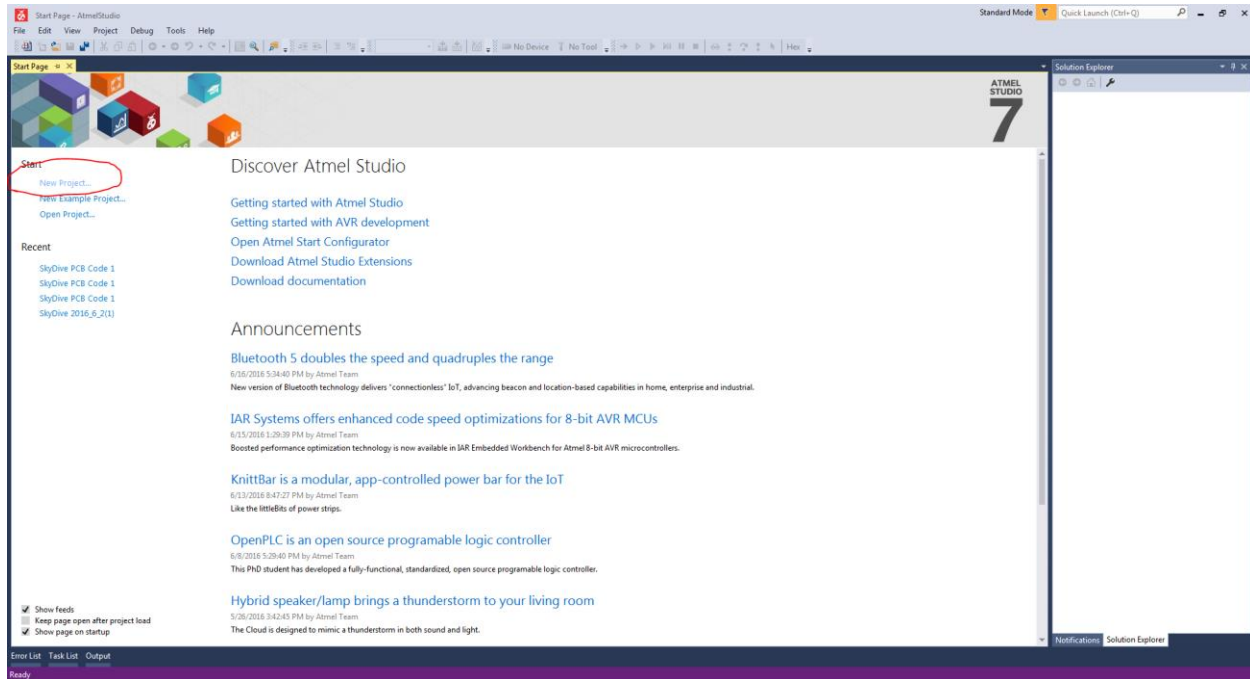 Start Page - AtmelStudio
Standard Mode
Quick Launch (Ctrl+Q)
File Edit View Project Debug Tools Help
No Device No Tool Hex
Start Page
Solution Explorer
ATMEL
STUDIO
7
Start
New Project...
New Example Project...
Open Project...
Recent
SkyDive PCB Code 1
SkyDive PCB Code 1
SkyDive PCB Code 1
SkyDive 2016_6_2(1)
Show feeds
Keep page open after project load
Show page on startup
Discover Atmel Studio
Getting started with Atmel Studio
Getting started with AVR development
Open Atmel Start Configurator
Download Atmel Studio Extensions
Download documentation
Announcements
Bluetooth 5 doubles the speed and quadruples the range
6/16/2016 5:34:40 PM by Atmel Team
New version of Bluetooth technology delivers "connectionless" IoT, advancing beacon and location-based capabilities in home, enterprise and industrial.
IAR Systems offers enhanced code speed optimizations for 8-bit AVR MCUs
6/15/2016 1:29:39 PM by Atmel Team
Boosted performance optimization technology is now available in IAR Embedded Workbench for Atmel 8-bit AVR microcontrollers.
KnittBar is a modular, app-controlled power bar for the IoT
6/13/2016 8:47:27 PM by Atmel Team
Like the littleBits of power strips.
OpenPLC is an open source programable logic controller
6/8/2016 5:29:40 PM by Atmel Team
This PhD student has developed a fully-functional, standardized, open source programable logic controller.
Hybrid speaker/lamp brings a thunderstorm to your living room
5/26/2016 3:42:45 PM by Atmel Team
The Cloud is designed to mimic a thunderstorm in both sound and light.
Notifications Solution Explorer
Error List Task List Output
Ready